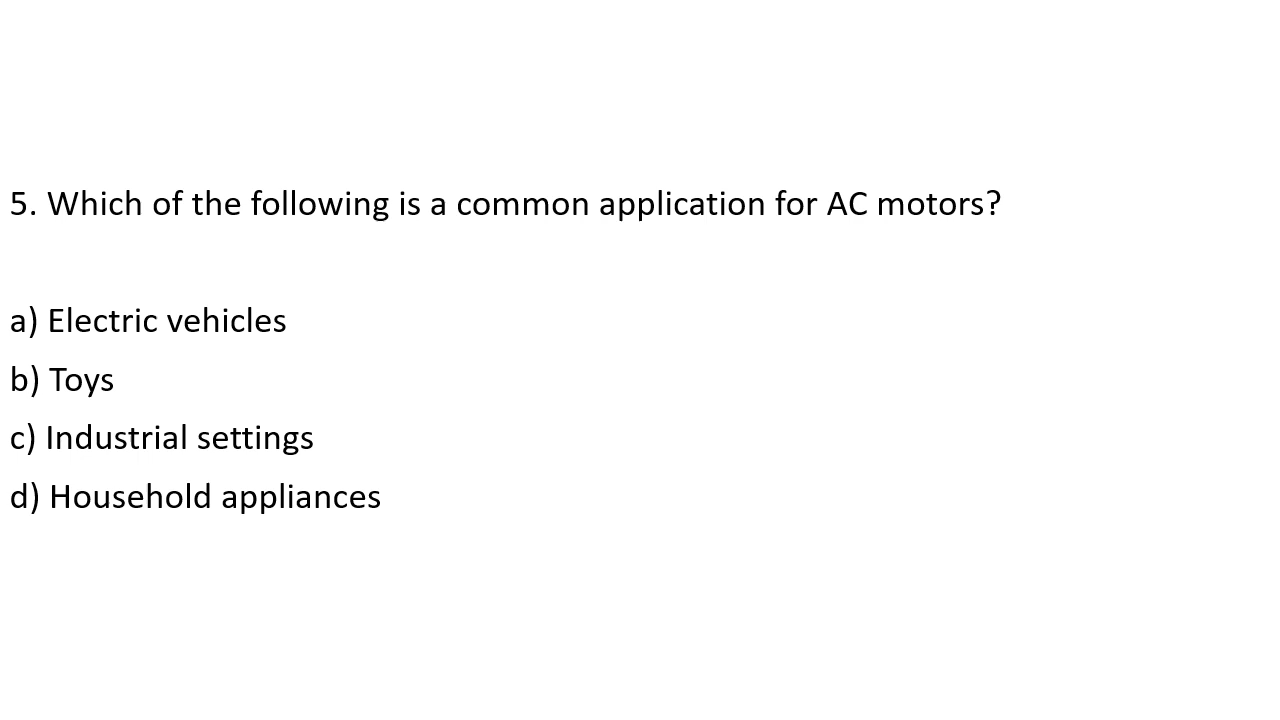 5. Which of the following is a common application for AC motors?
a) Electric vehicles
b) Toys
c) Industrial settings
d) Household appliances